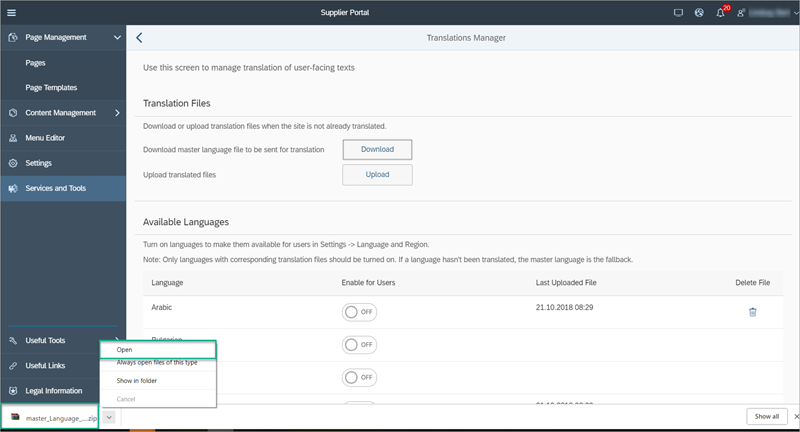 Supplier Portal
20
Page Management
Translations Manager
Pages
Use this screen to manage translation of user-facing texts
Page Templates
Content Management
Translation Files
Menu Editor
Download or upload translation files when the site is not already translated.
Settings
Download master language file to be sent for translation
Download
Services and Tools
Upload translated files
Upload
Available Languages
Turn on languages to make them available for users in Settings -> Language and Region.
Note: Only languages with corresponding translation files should be turned on. If a language hasn't been translated, the master language is the fallback.
Language Enable for Users Last Uploaded File Delete File
Arabic OFF 21.10.2018 08:29
Bulgarian OFF
OFF
21.10.2018 08:29
Useful Tools
Useful Links
Legal Information
Open
Always open files of this type
Show in folder
Cancel
master_Language_....zip
Show all